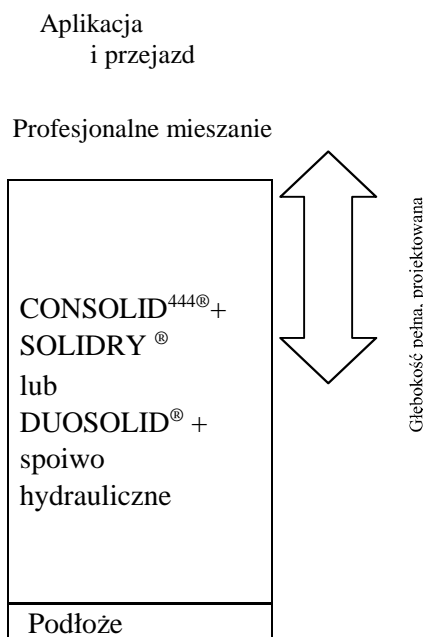 Aplikacja
i przejazd
Profesjonalne mieszanie
CONSOLID444®+
SOLIDRY ®
lub
DUOSOLID® +
spoiwo
hydrauliczne
Podłoże
Głębokość pełna, projektowana